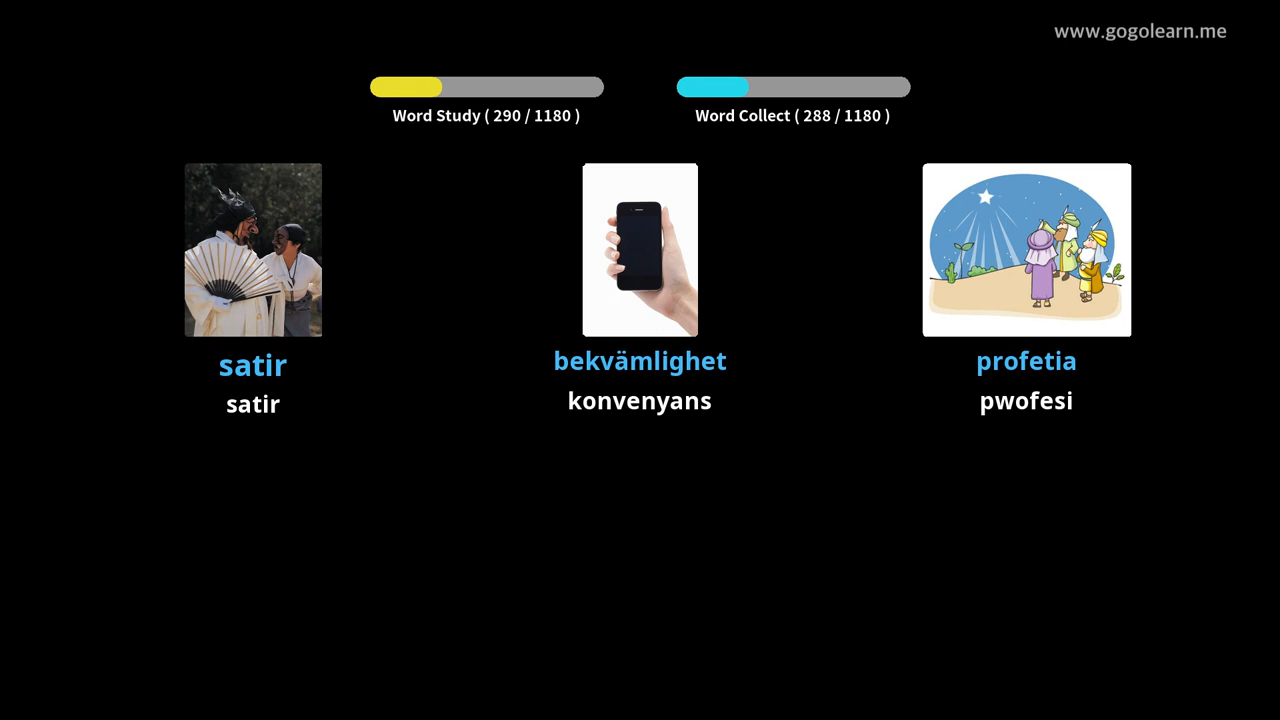 www.gogolearn.me
Word Study ( 290 / 1180 )
Word Collect ( 288 / 1180 )
satir
satir
bekvämlighet
konvenyans
profetia
pwofesi